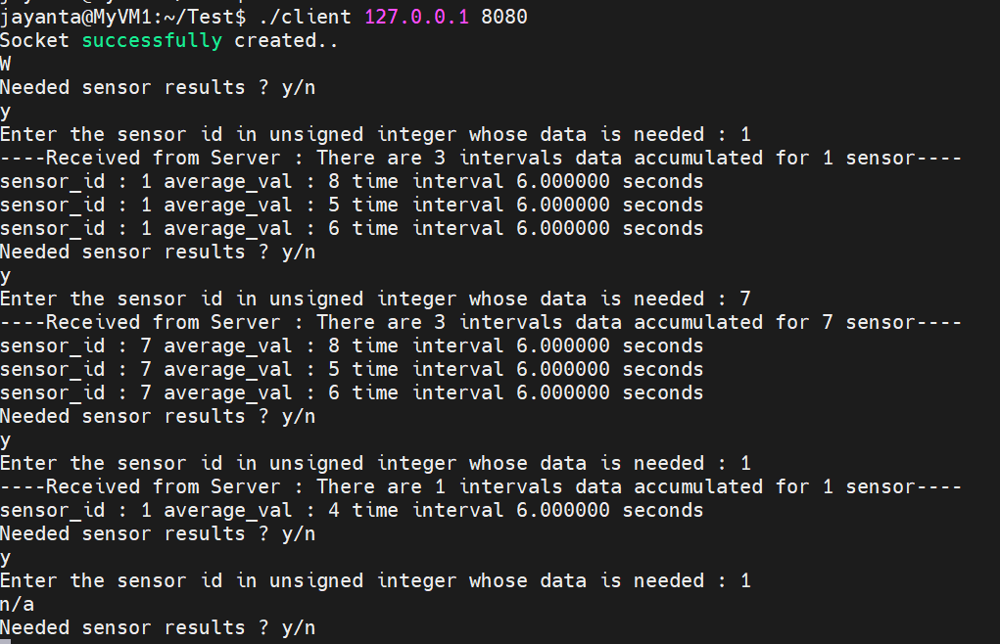 jayanta@MyVM1:~/Test$ ./client 127.0.0.1 8080
Socket successfully created..
W
Needed sensor results ? y/n
y
Enter the sensor id in unsigned integer whose data is needed : 1
----Received from Server : There are 3 intervals data accumulated for 1 sensor----
sensor_id : 1 average_val : 8 time interval 6.000000 seconds
sensor_id : 1 average_val : 5 time interval 6.000000 seconds
sensor_id : 1 average_val : 6 time interval 6.000000 seconds
Needed sensor results ? y/n
y
Enter the sensor id in unsigned integer whose data is needed : 7
----Received from Server : There are 3 intervals data accumulated for 7 sensor----
sensor_id : 7 average_val : 8 time interval 6.000000 seconds
sensor_id : 7 average_val : 5 time interval 6.000000 seconds
sensor_id : 7 average_val : 6 time interval 6.000000 seconds
Needed sensor results ? y/n
y
Enter the sensor id in unsigned integer whose data is needed : 1
----Received from Server : There are 1 intervals data accumulated for 1 sensor----
sensor_id : 1 average_val : 4 time interval 6.000000 seconds
Needed sensor results ? y/n
y
Enter the sensor id in unsigned integer whose data is needed : 1
n/a
Needed sensor results ? y/n